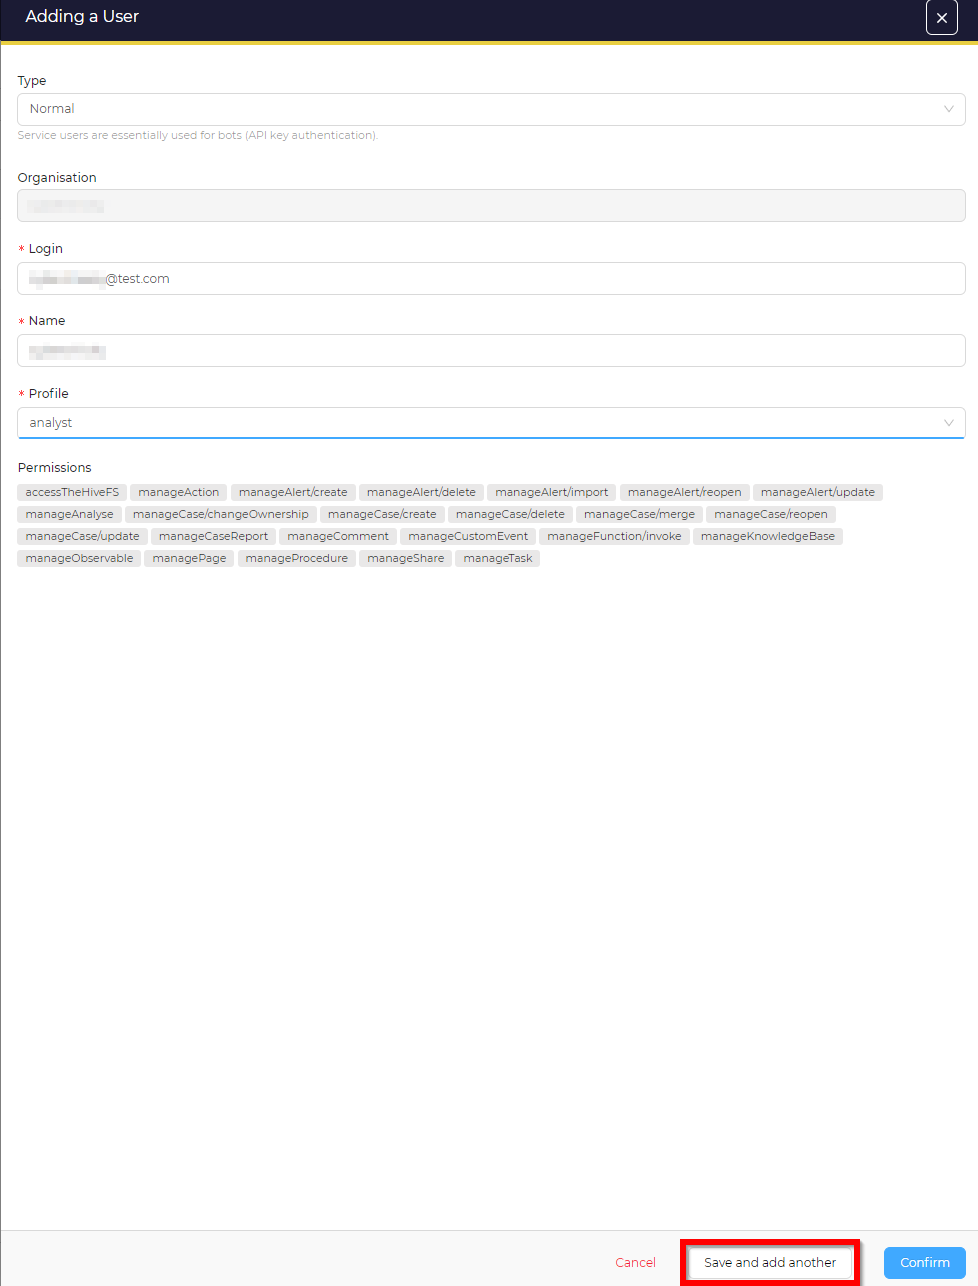 Adding a User
Type
Normal
Service users are essentially used for bots (API key authentication).
Organisation
* Login
@test.com
* Name
* Profile
analyst
Permissions
accessTheHiveFS manageAction manageAlert/create manageAlert/delete manageAlert/import manageAlert/reopen manageAlert/update
manageAnalyse manageCase/changeOwnership manageCase/create manageCase/delete manageCase/merge manageCase/reopen
manageCase/update manageCaseReport manageComment manageCustomEvent manageFunction/invoke manageKnowledgeBase
manageObservable managePage manageProcedure manageShare manageTask
Cancel Save and add another Confirm